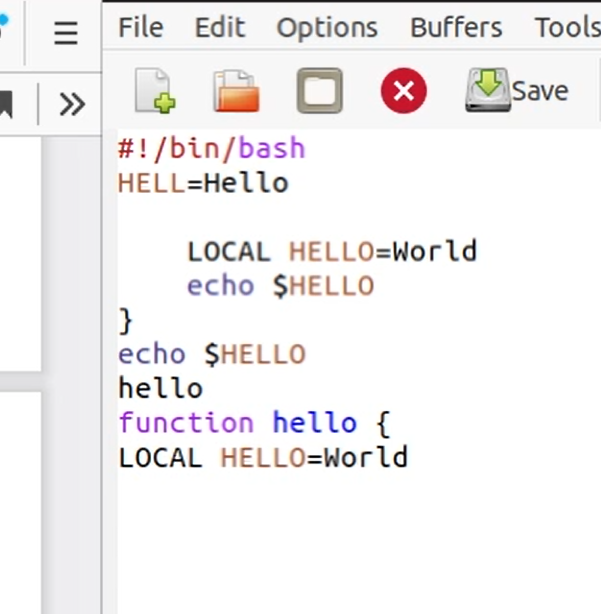 File Edit Options Buffers Tools
Save
#!/bin/bash
HELL=Hello
LOCAL HELLO=World
echo $HELLO
}
echo $HELLO
hello
function hello {
LOCAL HELLO=World